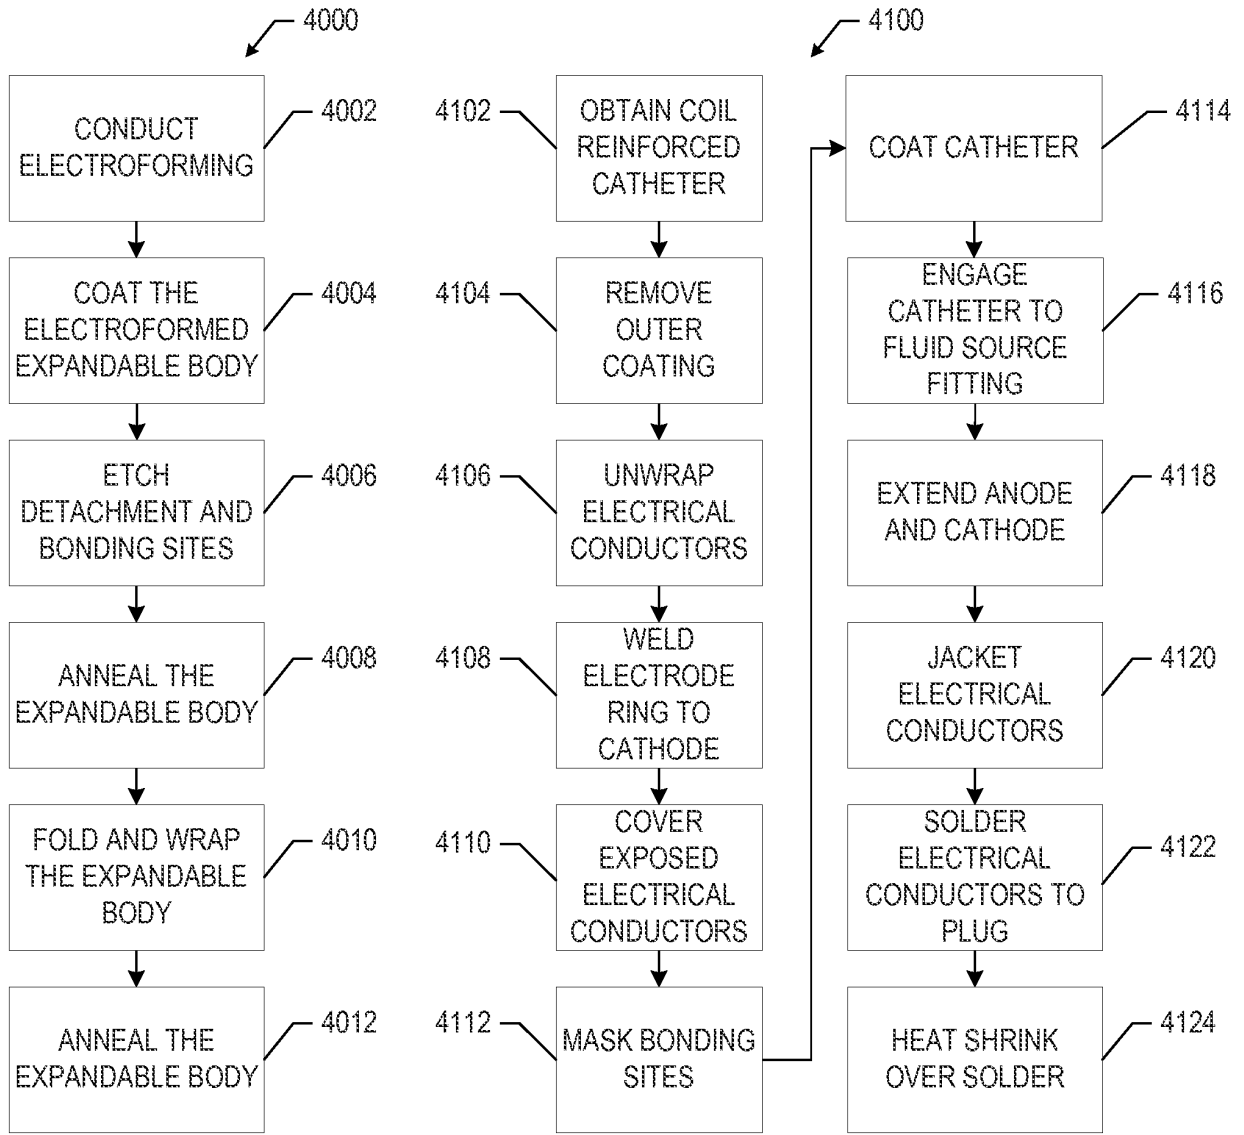 4000
CONDUCT
ELECTROFORMING
4002
COAT THE
ELECTROFORMED
EXPANDABLE BODY
4004
ETCH
DETACHMENT AND
BONDING SITES
4006
ANNEAL THE
EXPANDABLE BODY
4008
FOLD AND WRAP
THE EXPANDABLE
BODY
4010
ANNEAL THE
EXPANDABLE BODY
4012
4100
4102
OBTAIN COIL
REINFORCED
CATHETER
4104
REMOVE
OUTER
COATING
4106
UNWRAP
ELECTRICAL
CONDUCTORS
4108
WELD
ELECTRODE
RING TO
CATHODE
4110
COVER
EXPOSED
ELECTRICAL
CONDUCTORS
4112
MASK BONDING
SITES
COAT CATHETER
4114
ENGAGE
CATHETER TO
FLUID SOURCE
FITTING
4116
EXTEND ANODE
AND CATHODE
4118
JACKET
ELECTRICAL
CONDUCTORS
4120
SOLDER
ELECTRICAL
CONDUCTORS TO
PLUG
4122
HEAT SHRINK
OVER SOLDER
4124